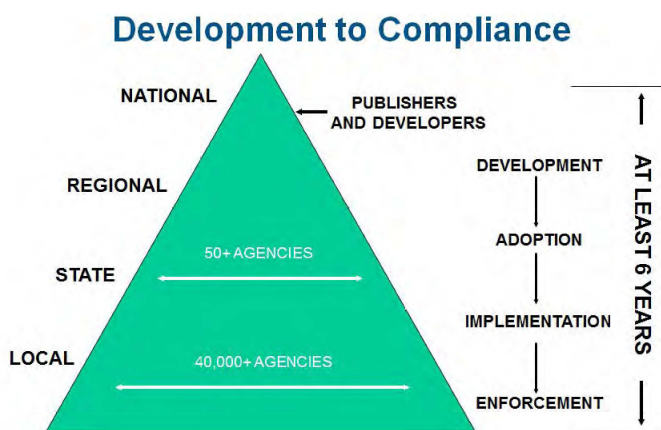 Development to Compliance
NATIONAL
PUBLISHERS
AND DEVELOPERS
REGIONAL
DEVELOPMENT
ADOPTION
50+ AGENCIES
STATE
IMPLEMENTATION
LOCAL
40,000+ AGENCIES
ENFORCEMENT
AT LEAST 6 YEARS